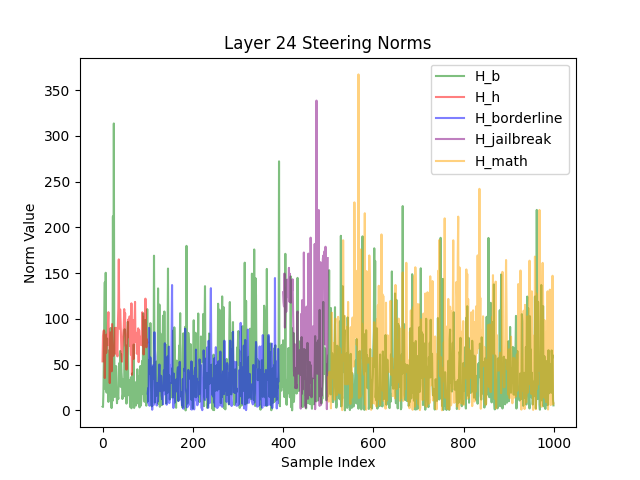 Layer 24 Steering Norms
Norm Value
350
300
250
200
150
100
50
0
H_b
H_h
H_borderline
H_jailbreak
H_math
0
200
400
600
800
1000
Sample Index